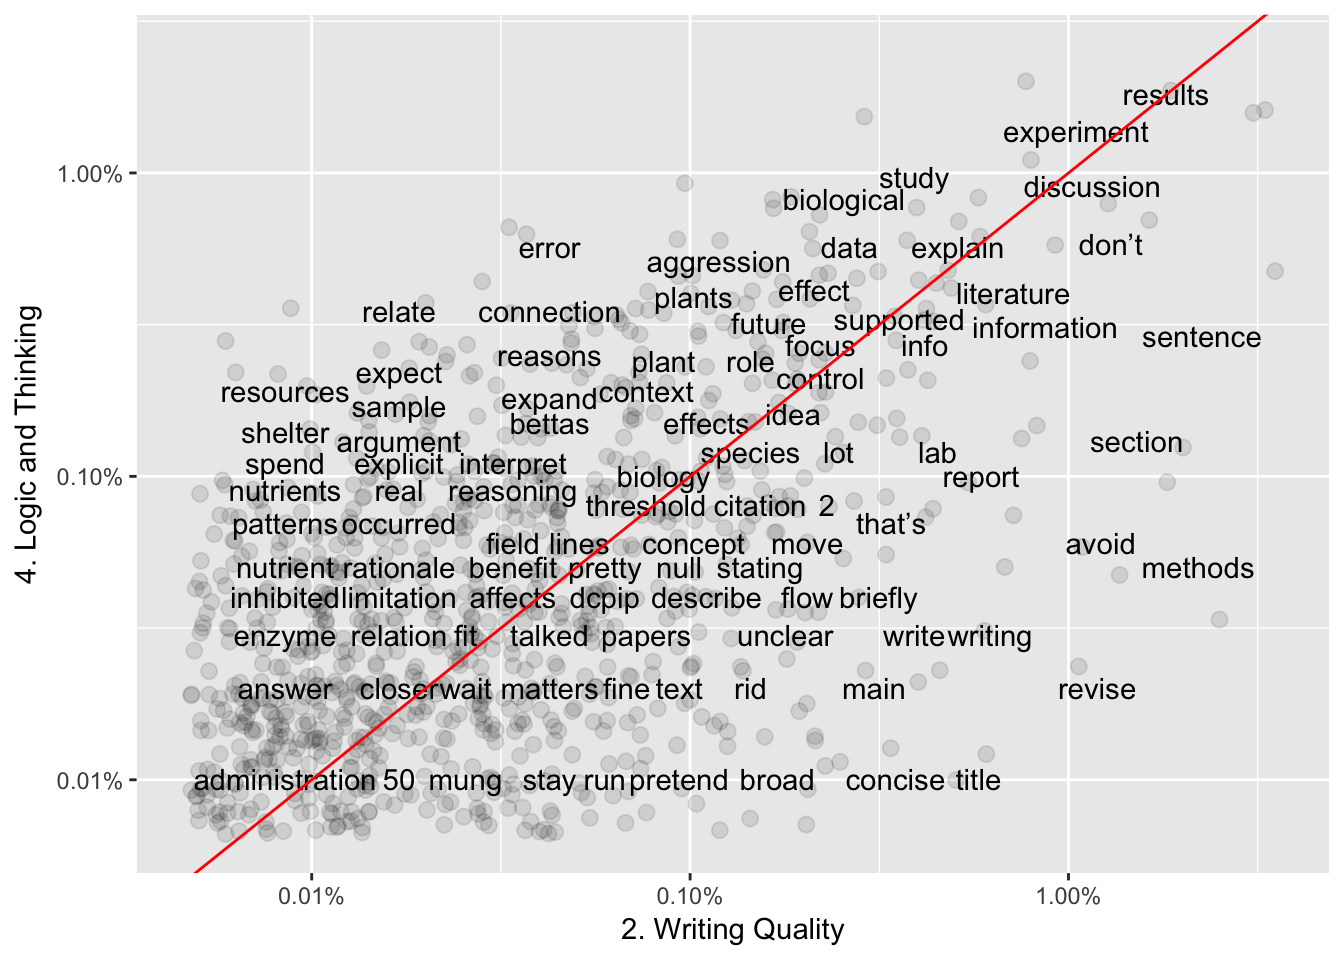 results
experiment
1.00%
study
discussion
biological
error
data
explain
don’t
aggression
plants
effect
literature
relate
connection
future
supported
information
sentence
reasons
focus
info
expect
plant
role
control
resources
expand
context
sample
bettas
effects
idea
shelter
argument
species
lot
lab
section
spend
explicit
interpret
0.10%
biology
report
nutrients
real
reasoning
threshold
citation
2
patterns
occurred
that’s
field
lines
concept
move
avoid
nutrient
rationale
benefit
pretty
null
stating
methods
inhibited
limitation
affects
dcpip
describe
flow
briefly
enzyme
relation
fit
talked
papers
unclear
write
writing
answer
closer
wait
matters
fine
text
rid
main
revise
0.01%
administration
50
mung
stay
run
pretend
broad
concise
title
0.01%
0.10%
1.00%
2. Writing Quality
4. Logic and Thinking